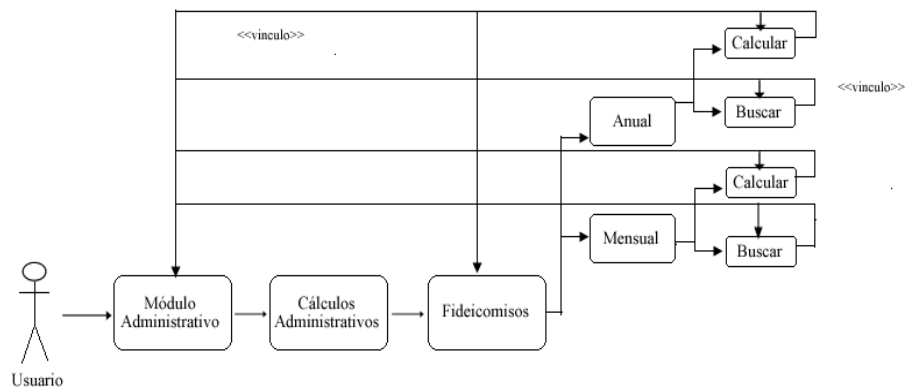 <<vinculo>>
Calcular
<<vinculo>>
Buscar
Anual
Calcular
Mensual
Buscar
Módulo
Administrativo
Cálculos
Administrativos
Fideicomisos
Usuario